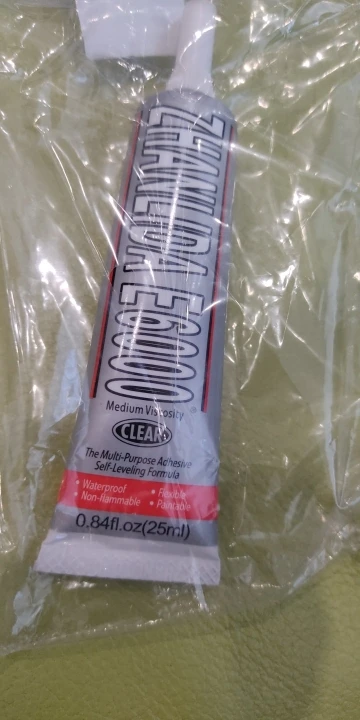 ZHANLIDA E6000
Medium Viscosity
CLEAR
The Multi-Purpose Adhesive
Self-Leveling Formula
• Waterproof • Flexible
• Non-flammable • Paintable
0.84fl.oz(25ml)